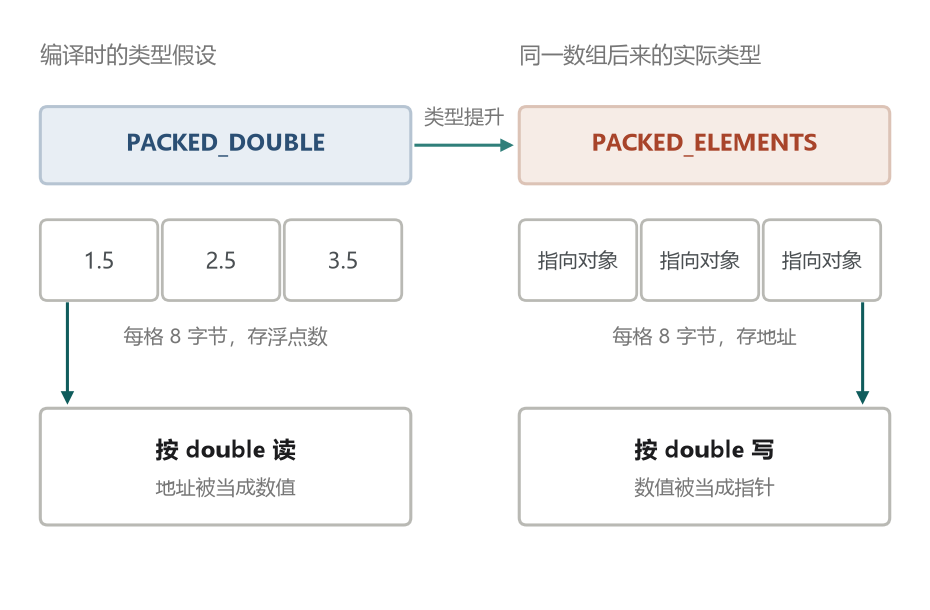 编译时的类型假设
同一数组后来的实际类型
PACKED_DOUBLE
类型提升
PACKED_ELEMENTS
1.5
2.5
3.5
指向对象
指向对象
指向对象
每格 8 字节，存浮点数
每格 8 字节，存地址
按 double 读
地址被当成数值
按 double 写
数值被当成指针